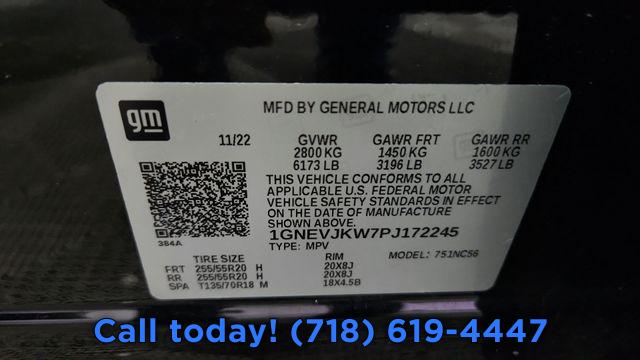 gm
MFD BY GENERAL MOTORS LLC
11/22 GVWR GAWR FRT GAWR RR
2800 KG 1450 KG 1600 KG
6173 LB 3196 LB 3527 LB
THIS VEHICLE CONFORMS TO ALL
APPLICABLE U.S. FEDERAL MOTOR
VEHICLE SAFETY STANDARDS IN EFFECT
ON THE DATE OF MANUFACTURE
SHOWN ABOVE.
1GNEVJKW7PJ172245
384A TYPE: MPV MODEL: 751NC56
TIRE SIZE RIM
FRT 255/55R20 H 20X8J
RR 255/55R20 H 20X8J
SPA T135/70R18 M 18X4.5B
Call today! (718) 619-4447